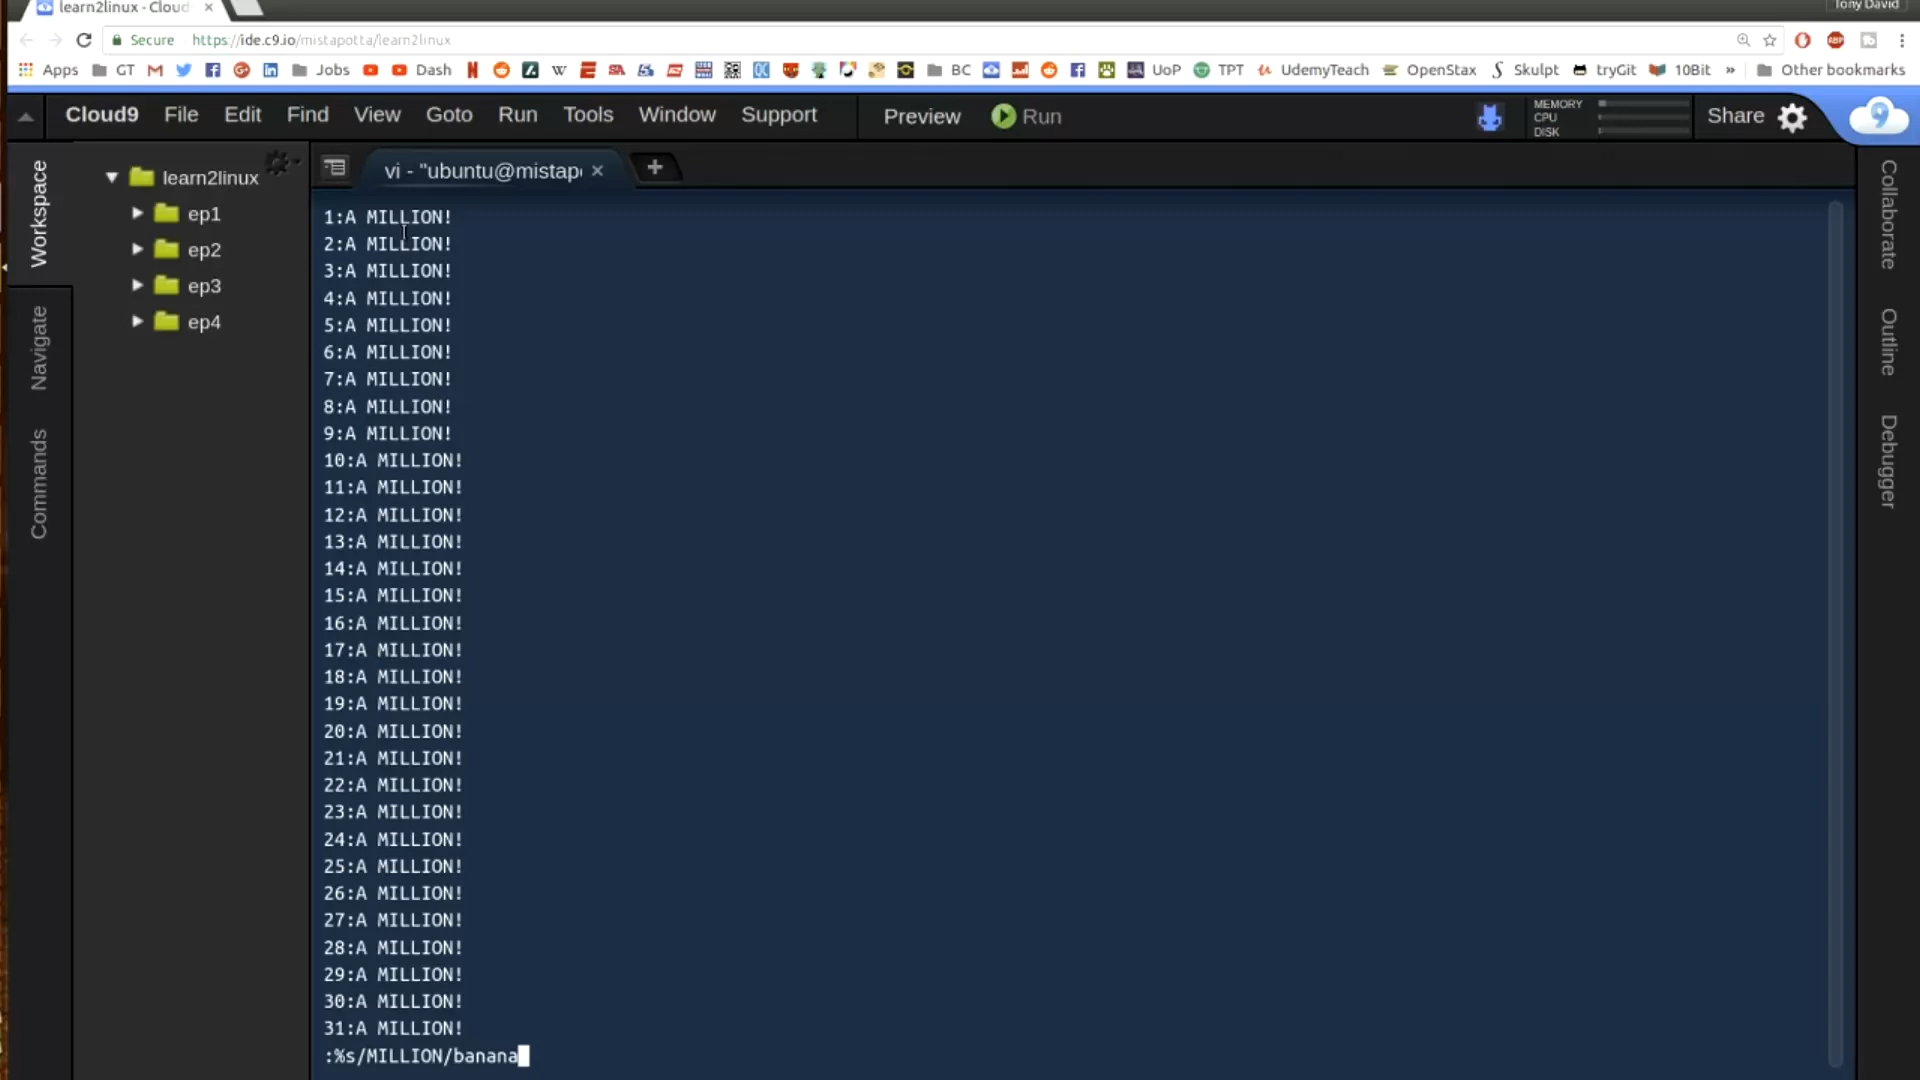 learn2linux - Cloud
Tony David
Secure https://ide.c9.io/mistapotta/learn2linux
Apps GT Jobs Dash BC UoP TPT UdemyTeach OpenStax Skulpt tryGit 10Bit » Other bookmarks
Cloud9 File Edit Find View Goto Run Tools Window Support Preview Run MEMORY CPU DISK Share 9
Workspace
Navigate
Commands
learn2linux
ep1
ep2
ep3
ep4
vi - "ubuntu@mistap
1:A MILLION!
2:A MILLION!
3:A MILLION!
4:A MILLION!
5:A MILLION!
6:A MILLION!
7:A MILLION!
8:A MILLION!
9:A MILLION!
10:A MILLION!
11:A MILLION!
12:A MILLION!
13:A MILLION!
14:A MILLION!
15:A MILLION!
16:A MILLION!
17:A MILLION!
18:A MILLION!
19:A MILLION!
20:A MILLION!
21:A MILLION!
22:A MILLION!
23:A MILLION!
24:A MILLION!
25:A MILLION!
26:A MILLION!
27:A MILLION!
28:A MILLION!
29:A MILLION!
30:A MILLION!
31:A MILLION!
:%s/MILLION/banana
Collaborate
Outline
Debugger